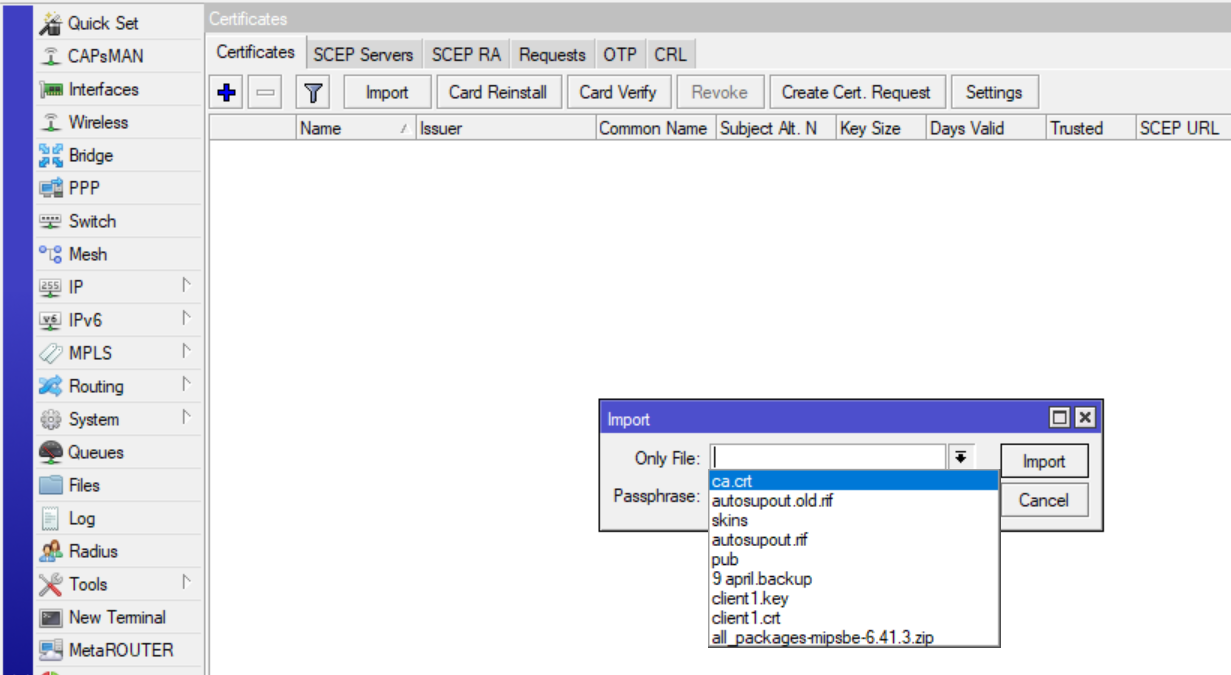 Quick Set
CAPsMAN
Interfaces
Wireless
Bridge
PPP
Switch
Mesh
255 IP
v6 IPv6
MPLS
Routing
System
Queues
Files
Log
Radius
Tools
New Terminal
MetaROUTER
Certificates
Certificates SCEP Servers SCEP RA Requests OTP CRL
Import Card Reinstall Card Verify Revoke Create Cert. Request Settings
Name Issuer Common Name Subject Alt. N Key Size Days Valid Trusted SCEP URL
Import
Only File: Import
Passphrase: Cancel
ca.crt
autosupout.old.rif
skins
autosupout.rif
pub
9 april.backup
client1.key
client1.crt
all_packages-mipsbe-6.41.3.zip